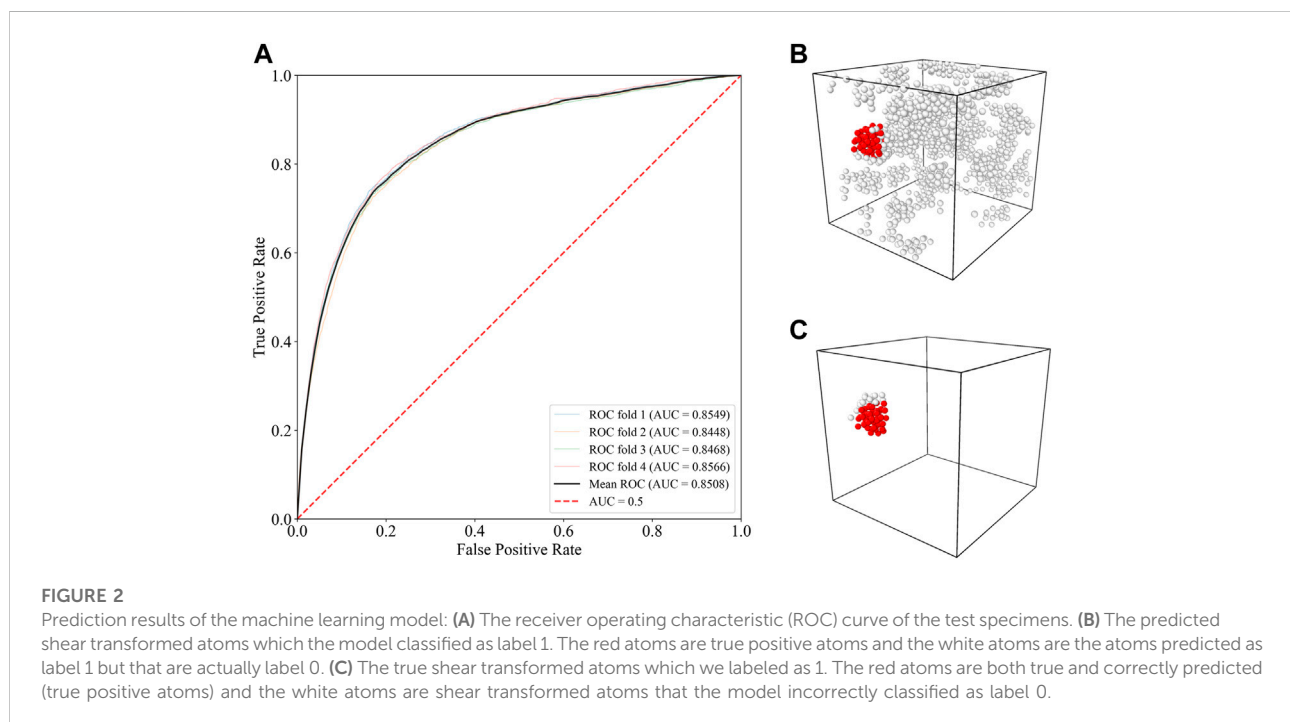 A
1.0
0.8
0.6
0.4
0.2
0.0
True Positive Rate
0.0 0.2 0.4 0.6 0.8 1.0
False Positive Rate
ROC fold 1 (AUC = 0.8549)
ROC fold 2 (AUC = 0.8448)
ROC fold 3 (AUC = 0.8468)
ROC fold 4 (AUC = 0.8566)
Mean ROC (AUC = 0.8508)
AUC = 0.5
B
C
FIGURE 2
Prediction results of the machine learning model: (A) The receiver operating characteristic (ROC) curve of the test specimens. (B) The predicted
shear transformed atoms which the model classified as label 1. The red atoms are true positive atoms and the white atoms are the atoms predicted as
label 1 but that are actually label 0. (C) The true shear transformed atoms which we labeled as 1. The red atoms are both true and correctly predicted
(true positive atoms) and the white atoms are shear transformed atoms that the model incorrectly classified as label 0.